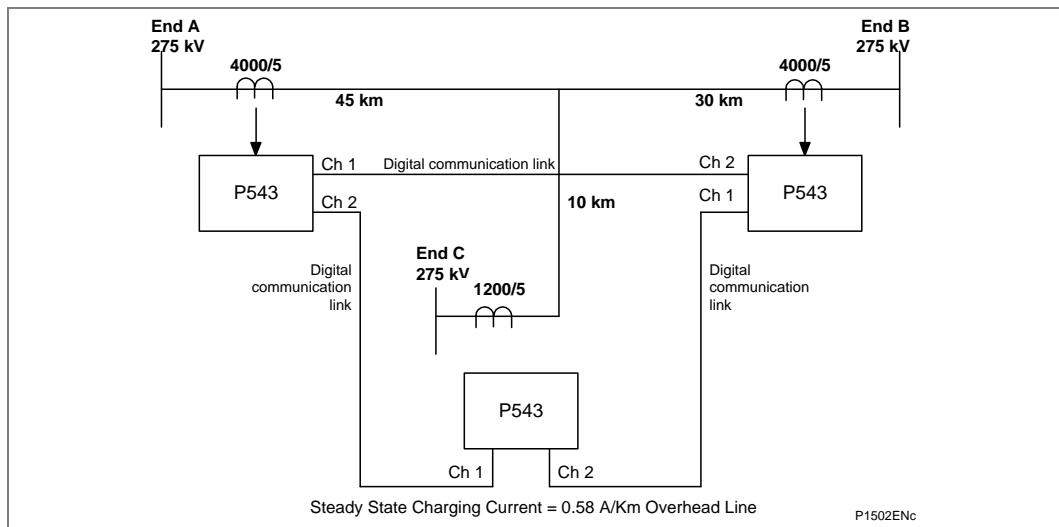 End A
275 kV
End B
275 kV
4000/5
4000/5
45 km
30 km
P543
Ch 1
Digital communication link
Ch 2
P543
Ch 2
Ch 1
10 km
End C
275 kV
Digital
communication
link
Digital
communication
link
1200/5
P543
Ch 1
Ch 2
Steady State Charging Current = 0.58 A/Km Overhead Line
P1502ENc